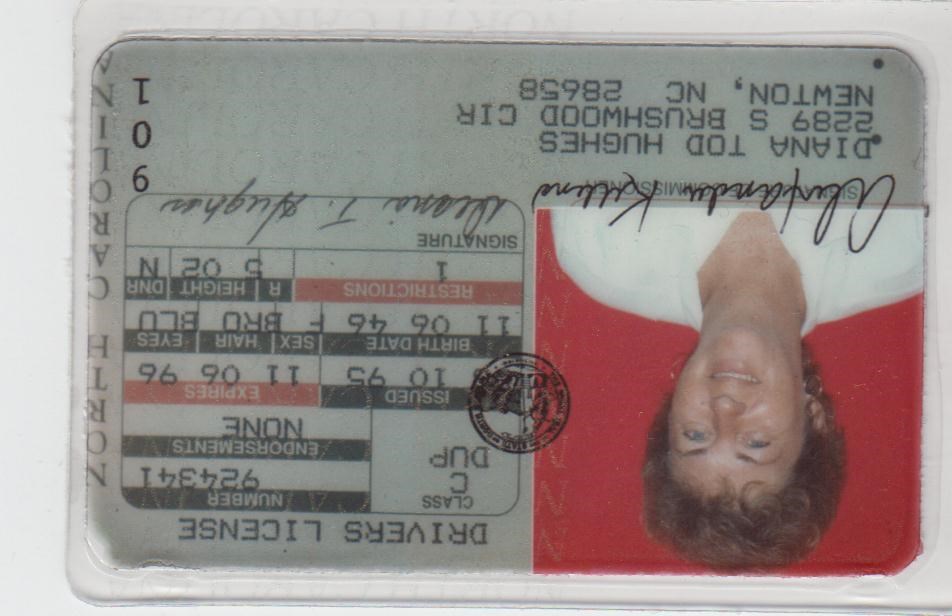 DRIVERS LICENSE
NORTH CAROLINA
CLASS
C
DUP
NUMBER
924341
ENDORSEMENTS
NONE
ISSUED EXPIRES
10 95 11 06 96
BIRTH DATE SEX HAIR EYES
11 06 46 F BRO BLU
RESTRICTIONS R HEIGHT DNR
1 5 02 N
SIGNATURE
Diana T. Hughes
COMMISSIONER
DIANA TOD HUGHES
2289 S BRUSHWOOD CIR
NEWTON, NC 28658
109